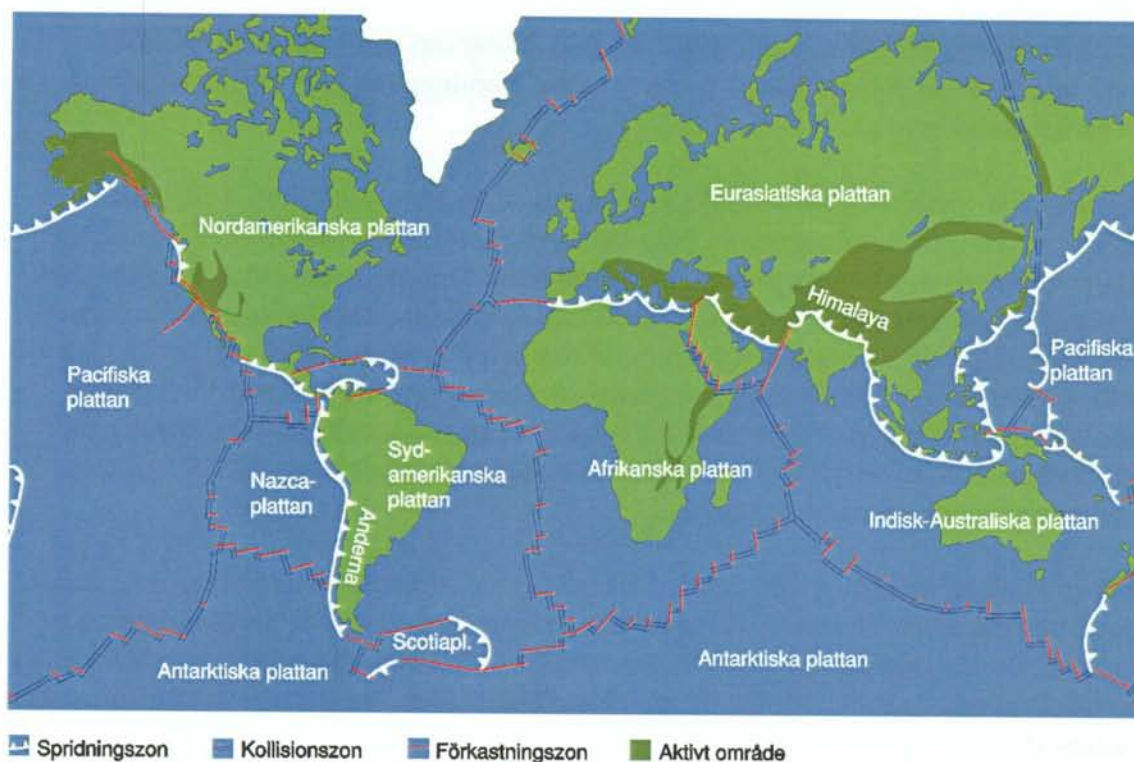 Eurasiatiska plattan
Nordamerikanska plattan
Himalaya
Pacifiska
plattan
Pacifiska
plattan
Syd-
amerikanska
plattan
Nazca-
plattan
Afrikanska plattan
Indisk-Australiska plattan
Anderna
Scotiapl.
Antarktiska plattan
Antarktiska plattan
Spridningszon
Kollisionszon
Förkastningszon
Aktivt område